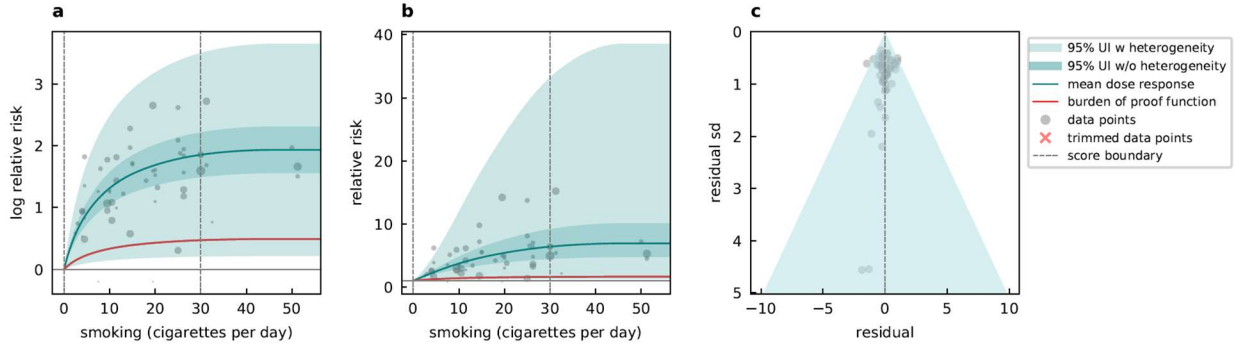 a
log relative risk
3
2
1
0
0 10 20 30 40 50
smoking (cigarettes per day)
b
relative risk
40
30
20
10
0
0 10 20 30 40 50
smoking (cigarettes per day)
c
residual sd
0
1
2
3
4
5
−10 −5 0 5 10
residual
95% UI w heterogeneity
95% UI w/o heterogeneity
mean dose response
burden of proof function
data points
trimmed data points
score boundary